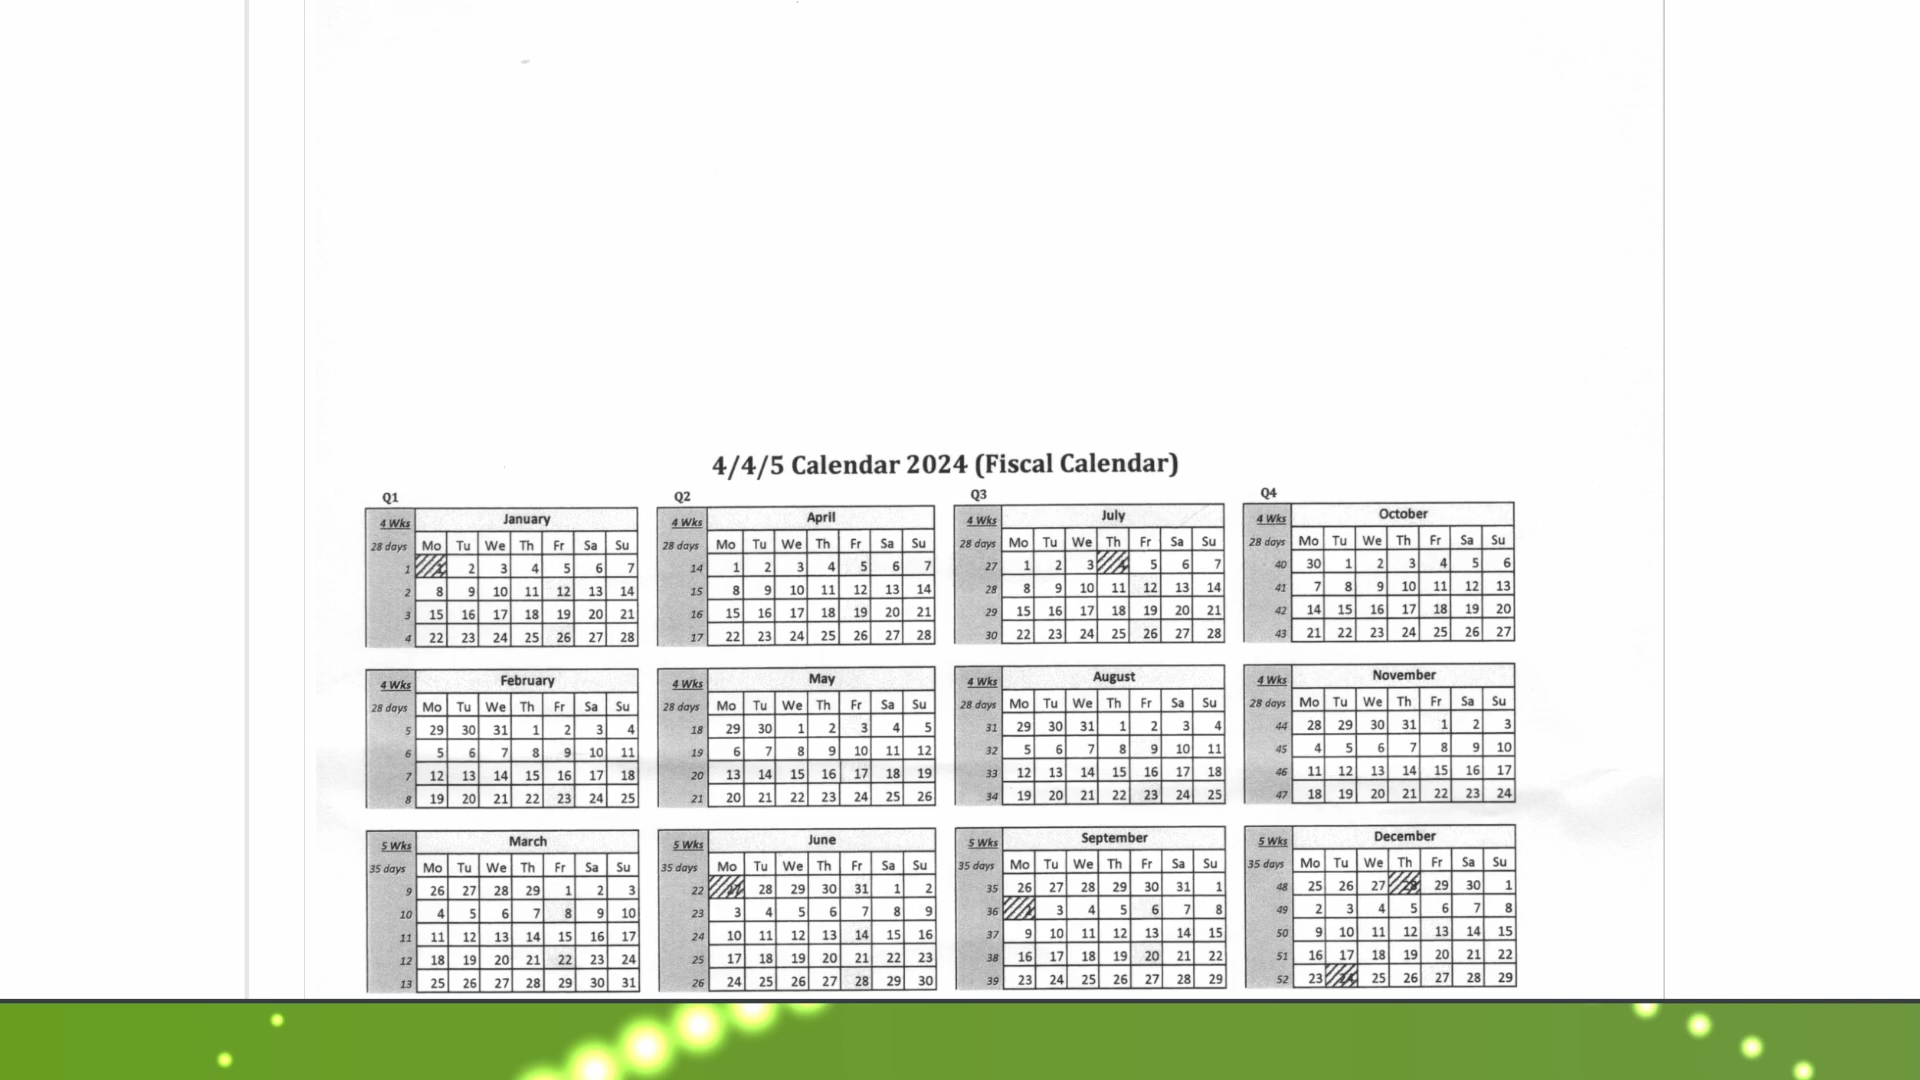 4/4/5 Calendar 2024 (Fiscal Calendar)
Q1
4 Wks January
28 days Mo Tu We Th Fr Sa Su
1 2 3 4 5 6 7
2 8 9 10 11 12 13 14
3 15 16 17 18 19 20 21
4 22 23 24 25 26 27 28
Q2
4 Wks April
28 days Mo Tu We Th Fr Sa Su
14 1 2 3 4 5 6 7
15 8 9 10 11 12 13 14
16 15 16 17 18 19 20 21
17 22 23 24 25 26 27 28
Q3
4 Wks July
28 days Mo Tu We Th Fr Sa Su
27 1 2 3 4 5 6 7
28 8 9 10 11 12 13 14
29 15 16 17 18 19 20 21
30 22 23 24 25 26 27 28
Q4
4 Wks October
28 days Mo Tu We Th Fr Sa Su
40 30 1 2 3 4 5 6
41 7 8 9 10 11 12 13
42 14 15 16 17 18 19 20
43 21 22 23 24 25 26 27
4 Wks February
28 days Mo Tu We Th Fr Sa Su
5 29 30 31 1 2 3 4
6 5 6 7 8 9 10 11
7 12 13 14 15 16 17 18
8 19 20 21 22 23 24 25
4 Wks May
28 days Mo Tu We Th Fr Sa Su
18 29 30 1 2 3 4 5
19 6 7 8 9 10 11 12
20 13 14 15 16 17 18 19
21 20 21 22 23 24 25 26
4 Wks August
28 days Mo Tu We Th Fr Sa Su
31 29 30 31 1 2 3 4
32 5 6 7 8 9 10 11
33 12 13 14 15 16 17 18
34 19 20 21 22 23 24 25
4 Wks November
28 days Mo Tu We Th Fr Sa Su
44 28 29 30 31 1 2 3
45 4 5 6 7 8 9 10
46 11 12 13 14 15 16 17
47 18 19 20 21 22 23 24
5 Wks March
35 days Mo Tu We Th Fr Sa Su
9 26 27 28 29 1 2 3
10 4 5 6 7 8 9 10
11 11 12 13 14 15 16 17
12 18 19 20 21 22 23 24
13 25 26 27 28 29 30 31
5 Wks June
35 days Mo Tu We Th Fr Sa Su
22 28 29 30 31 1 2
23 3 4 5 6 7 8 9
24 10 11 12 13 14 15 16
25 17 18 19 20 21 22 23
26 24 25 26 27 28 29 30
5 Wks September
35 days Mo Tu We Th Fr Sa Su
35 26 27 28 29 30 31 1
36 3 4 5 6 7 8
37 9 10 11 12 13 14 15
38 16 17 18 19 20 21 22
39 23 24 25 26 27 28 29
5 Wks December
35 days Mo Tu We Th Fr Sa Su
48 25 26 27 28 29 30 1
49 2 3 4 5 6 7 8
50 9 10 11 12 13 14 15
51 16 17 18 19 20 21 22
52 23 24 25 26 27 28 29